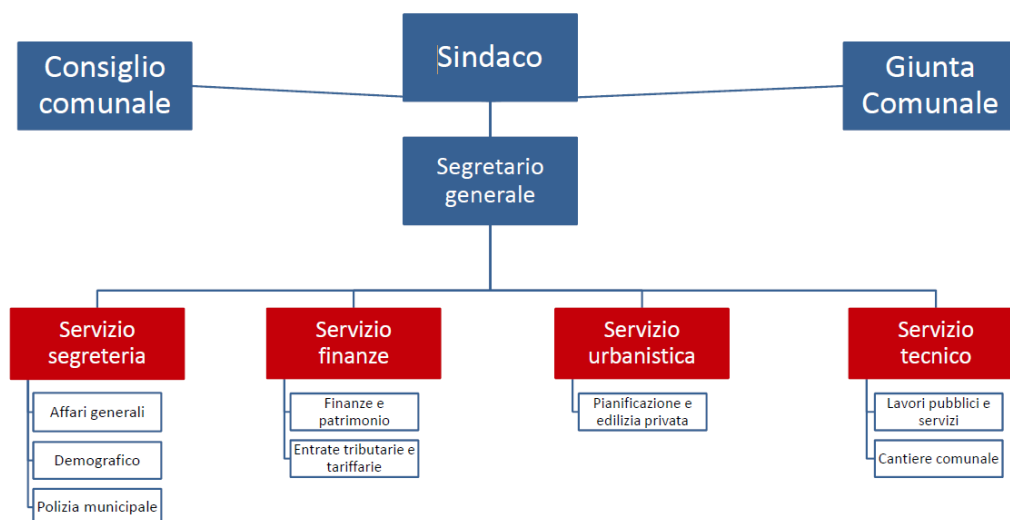 Consiglio
comunale
Sindaco
Giunta
Comunale
Segretario
generale
Servizio
segreteria
Affari generali
Demografico
Polizia municipale
Servizio
finanze
Finanze e
patrimonio
Entrate tributarie e
tariffarie
Servizio
urbanistica
Pianificazione e
edilizia privata
Servizio
tecnico
Lavori pubblici e
servizi
Cantiere comunale